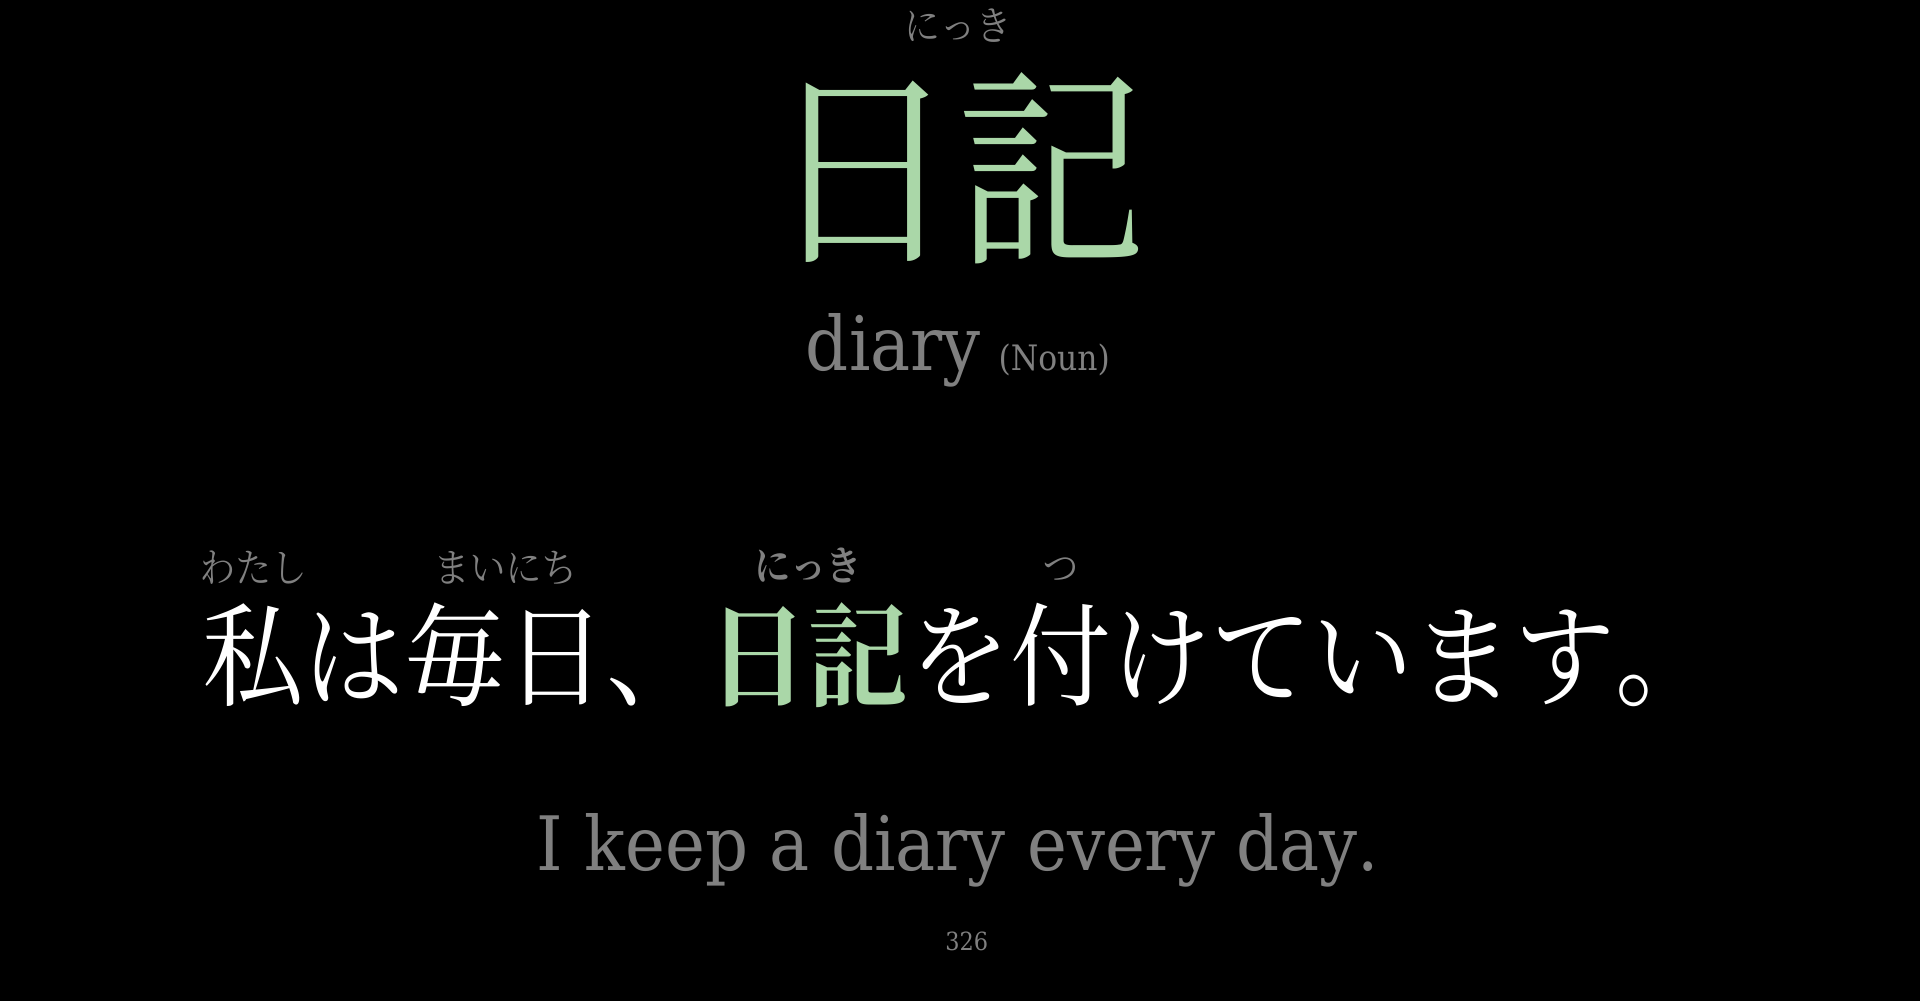 にっき
日記
diary (Noun)
わたし まいにち にっき つ
私は毎日、日記を付けています。
I keep a diary every day.
326